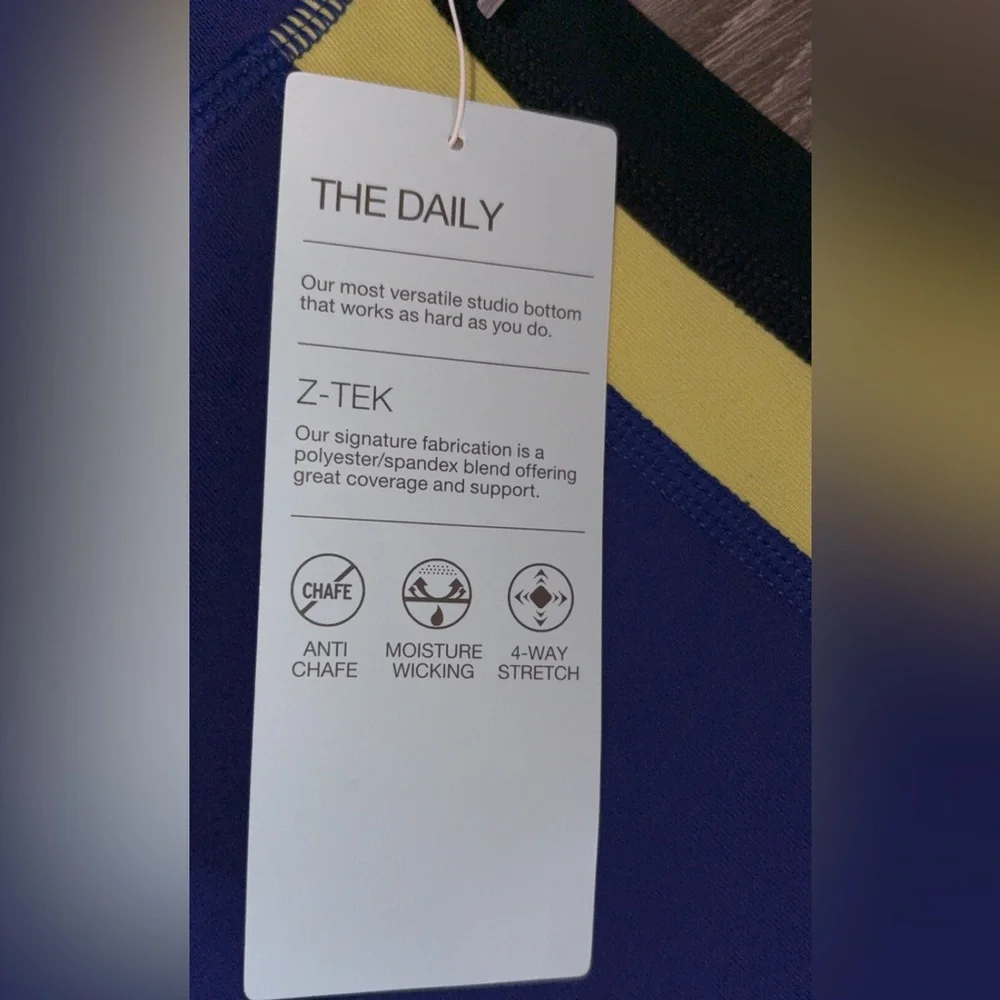 THE DAILY
Our most versatile studio bottom
that works as hard as you do.
Z-TEK
Our signature fabrication is a
polyester/spandex blend offering
great coverage and support.
CHAFE
ANTI
CHAFE
MOISTURE
WICKING
4-WAY
STRETCH